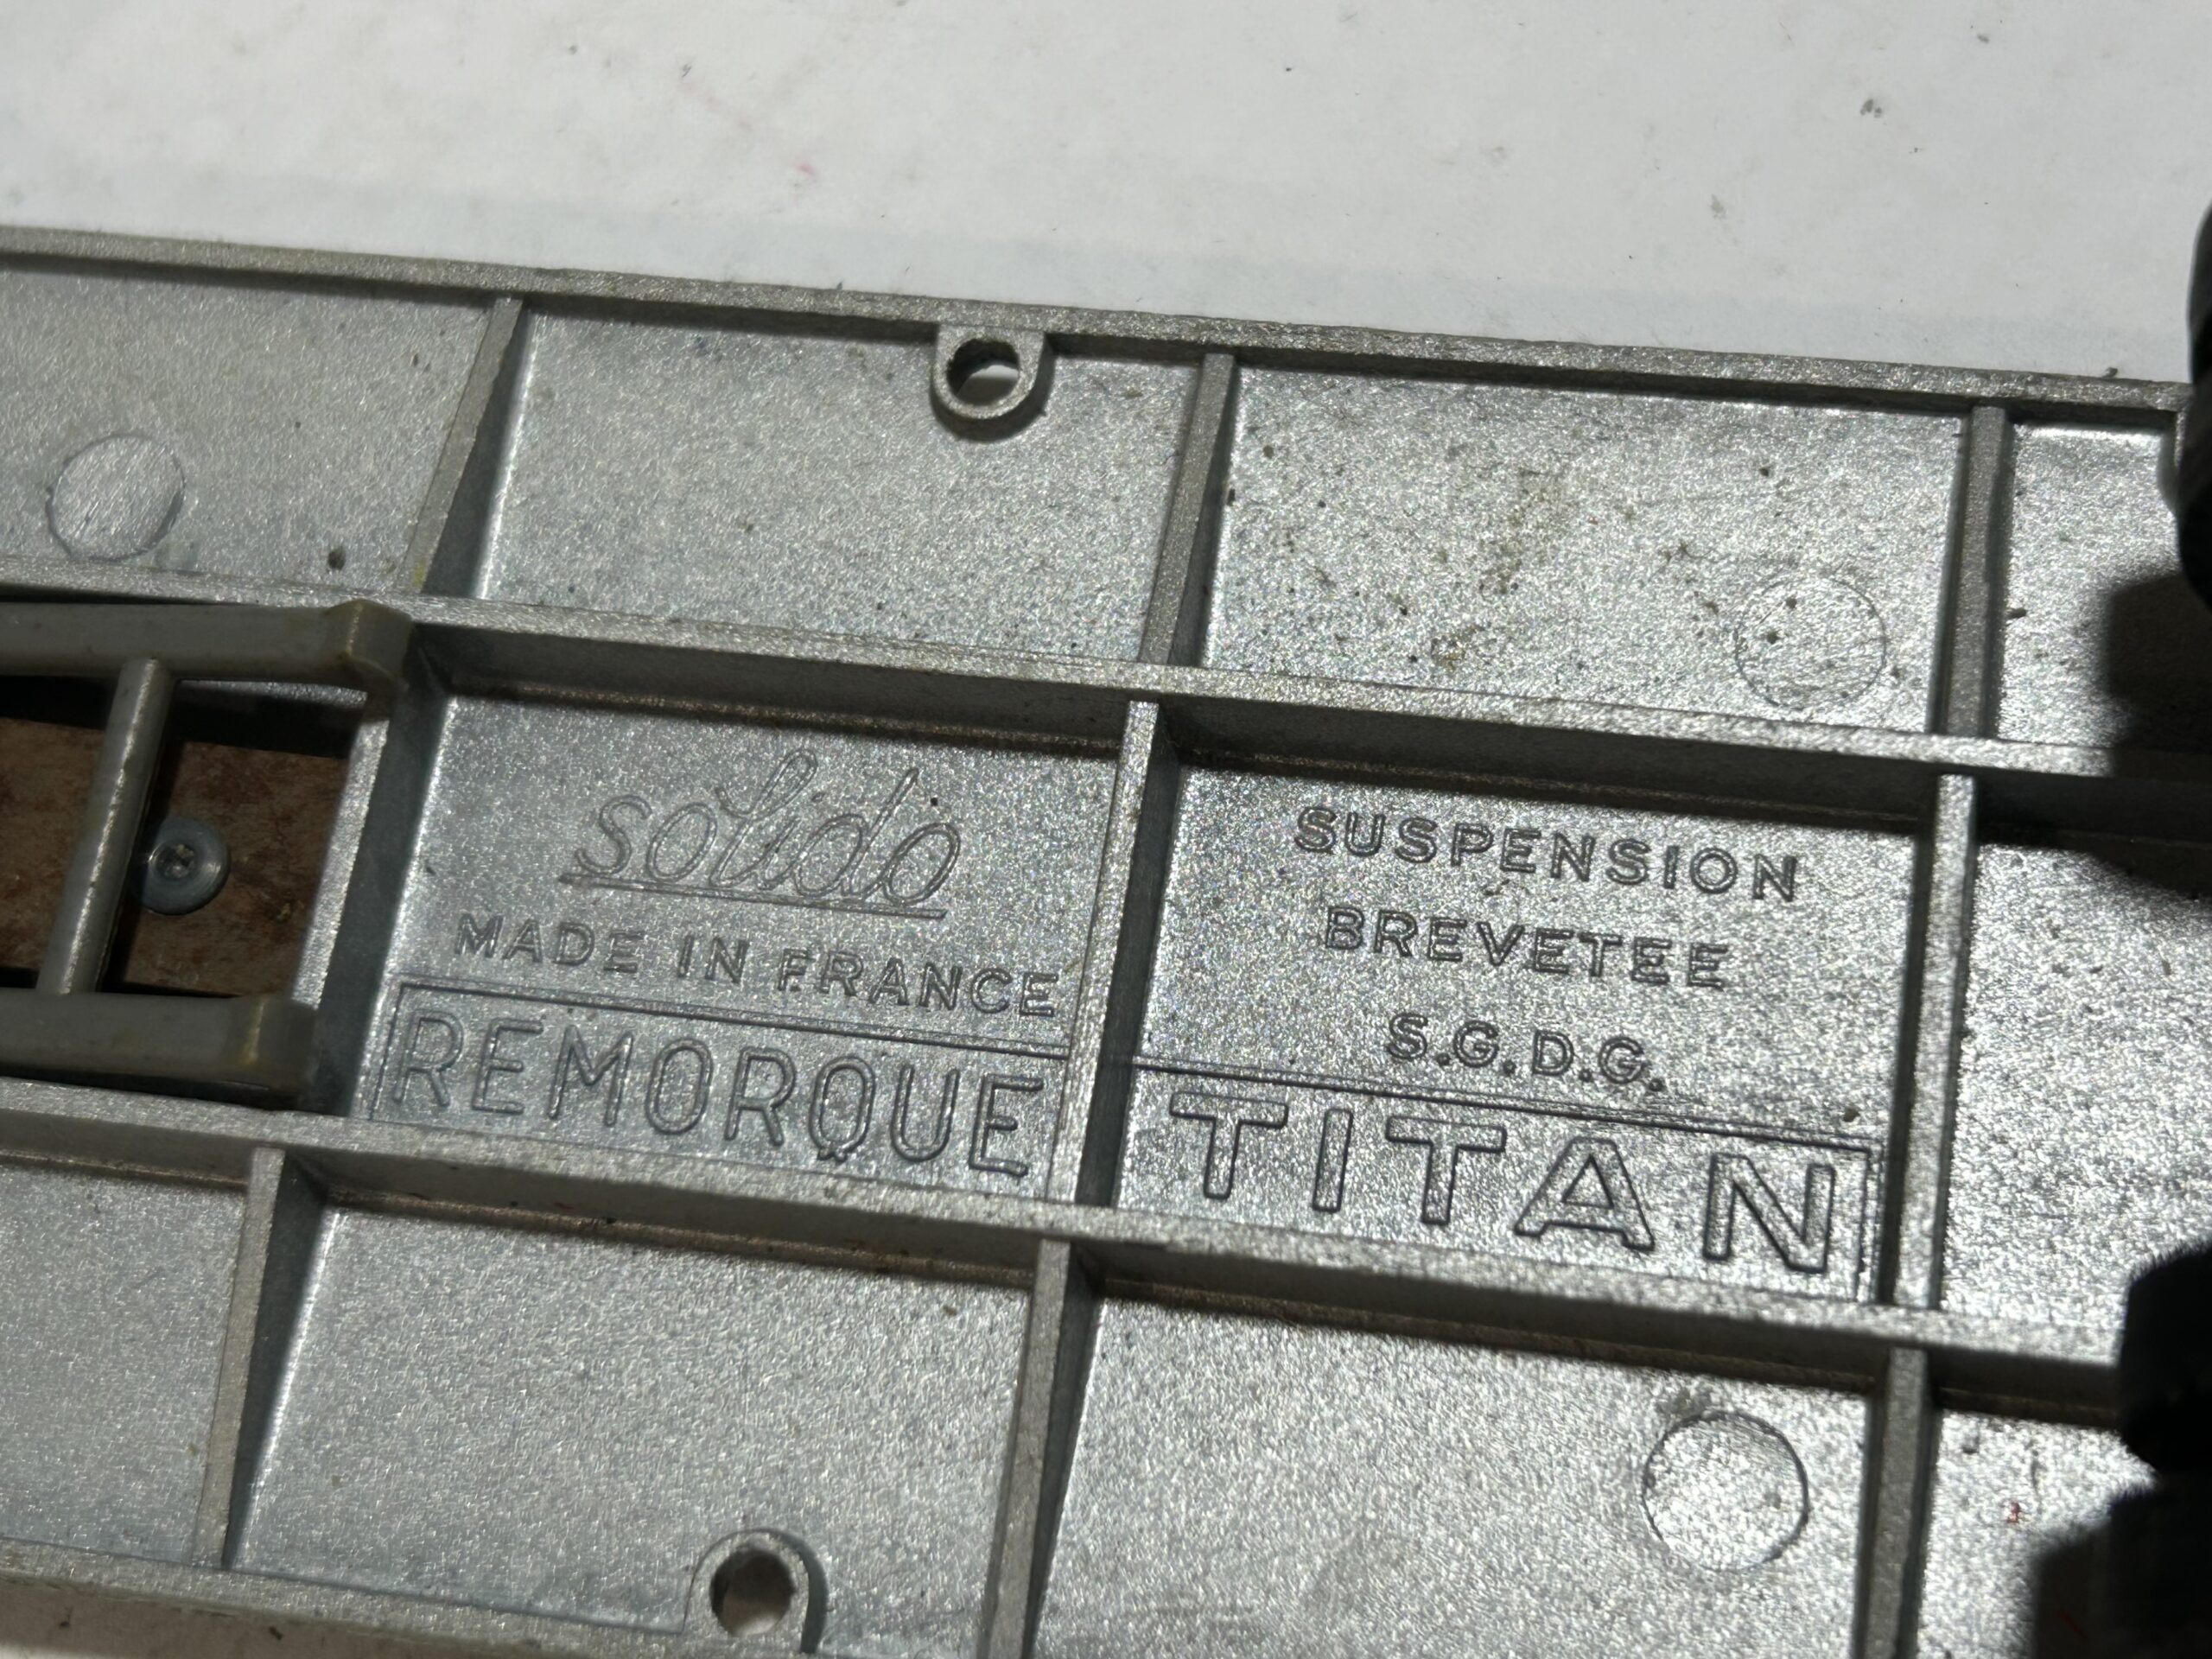 solido
MADE IN FRANCE
REMORQUE
SUSPENSION
BREVETEE
S.G.D.G.
TITAN